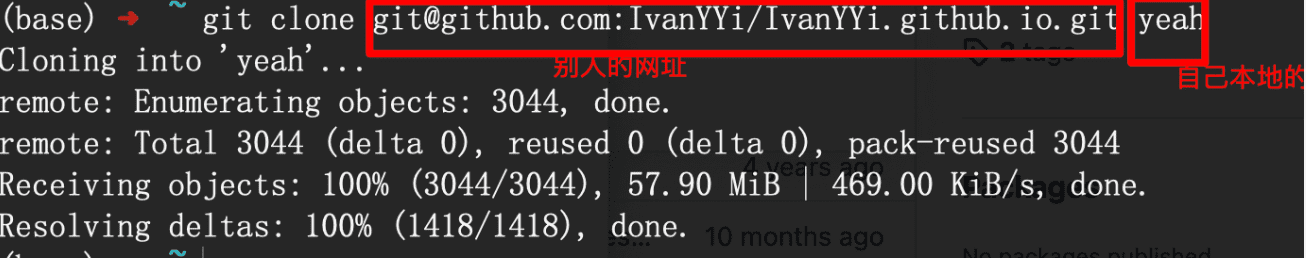 (base) ➜ ~ git clone git@github.com:IvanYYi/IvanYYi.github.io.git yeah
Cloning into 'yeah'...
2 tags
别人的网址
自己本地的
remote: Enumerating objects: 3044, done.
remote: Total 3044 (delta 0), reused 0 (delta 0), pack-reused 3044
4 years ago
Receiving objects: 100% (3044/3044), 57.90 MiB | 469.00 KiB/s, done.
Packages
Resolving deltas: 100% (1418/1418), done.
es... 10 months ago
No packages published
(base) ~